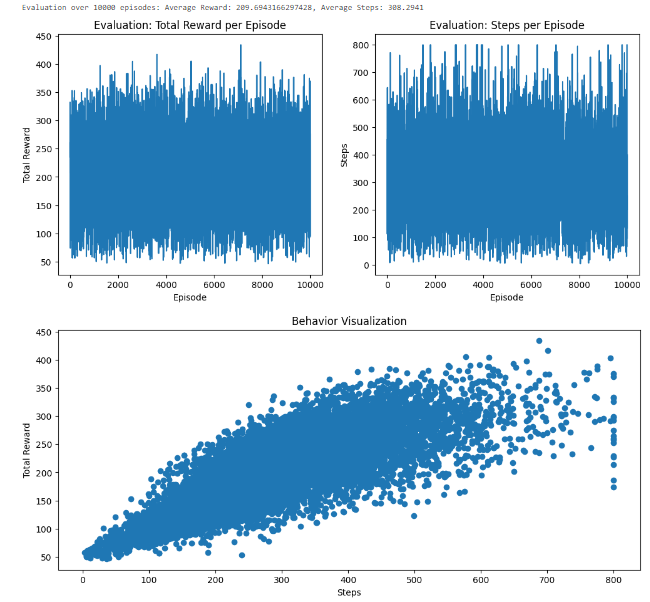 Evaluation over 10000 episodes: Average Reward: 209.6943166297428, Average Steps: 308.2941
Evaluation: Total Reward per Episode
450
400
350
300
250
200
150
100
50
Total Reward
0 2000 4000 6000 8000 10000
Episode
Evaluation: Steps per Episode
800
700
600
500
400
300
200
100
0
Steps
0 2000 4000 6000 8000 10000
Episode
Behavior Visualization
450
400
350
300
250
200
150
100
50
Total Reward
0 100 200 300 400 500 600 700 800
Steps